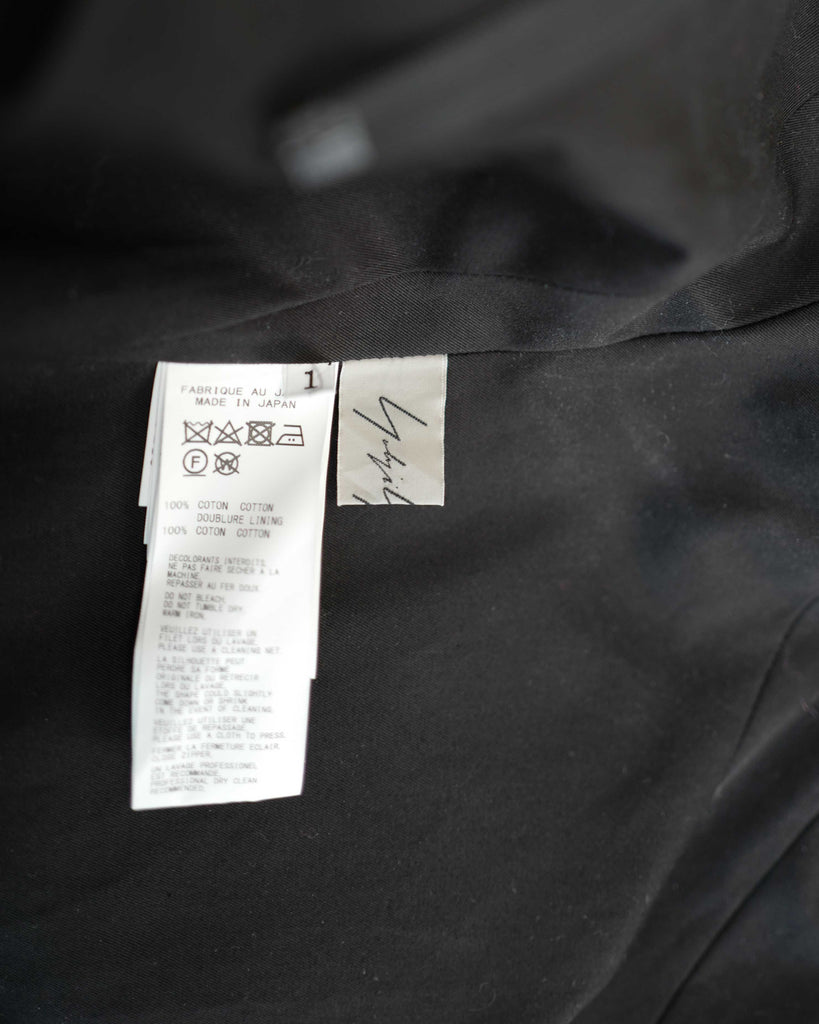 FABRIQUE AU J
MADE IN JAPAN
1
F
W
100% COTON COTTON
DOUBLURE LINING
100% COTON COTTON
DECOLORANTS INTERDITS.
NE PAS FAIRE SECHER A LA
MACHINE.
REPASSER AU FER DOUX.
DO NOT BLEACH.
DO NOT TUMBLE DRY.
WARM IRON.
VEUILLEZ UTILISER UN
FILET LORS DU LAVAGE.
PLEASE USE A CLEANING NET.
LA SILHOUETTE PEUT
PERDRE SA FORME
ORIGINALE OU RETRECIR
LORS DU LAVAGE.
THE SHAPE COULD SLIGHTLY
COME DOWN OR SHRINK
IN THE EVENT OF CLEANING.
VEUILLEZ UTILISER UNE
ETOFFE DE REPASSAGE.
PLEASE USE A CLOTH TO PRESS.
FERMER LA FERMETURE ECLAIR.
CLOSE ZIPPER.
UN LAVAGE PROFESSIONEL
EST RECOMMANDE.
PROFESSIONAL DRY CLEAN
RECOMMENDED.